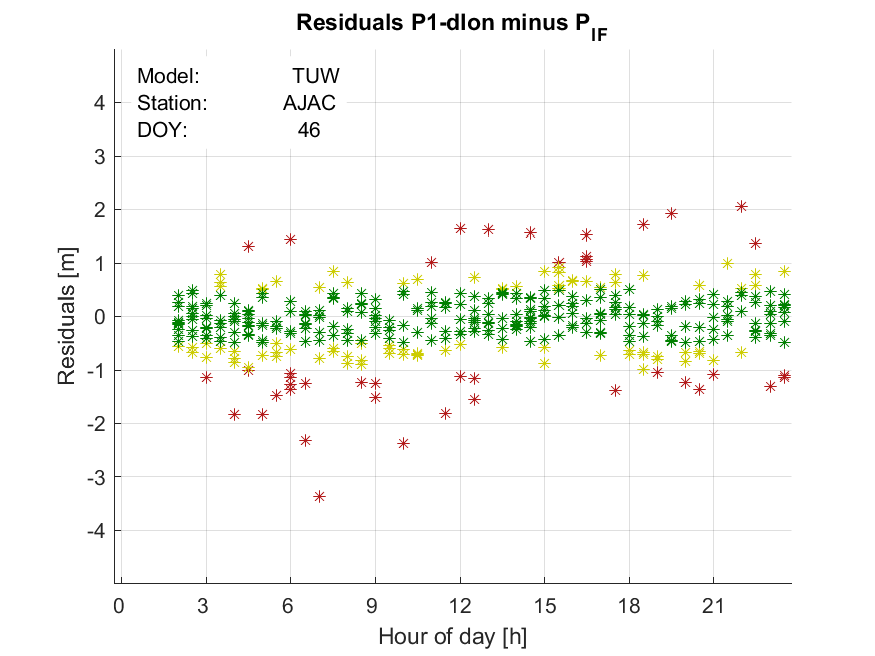 Residuals P1-dIon minus P_IF
Model: TUW
Station: AJAC
DOY: 46
4
3
2
1
0
-1
-2
-3
-4
Residuals [m]
0 3 6 9 12 15 18 21
Hour of day [h]